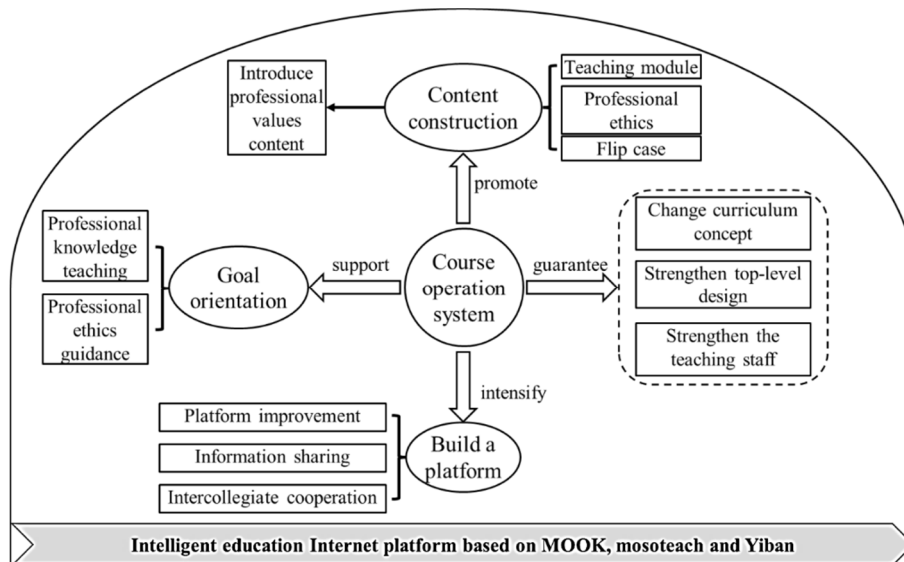 Introduce
professional
values
content
Content
construction
Teaching module
Professional
ethics
Flip case
promote
Professional
knowledge
teaching
Professional
ethics
guidance
Goal
orientation
support
Course
operation
system
guarantee
Change curriculum
concept
Strengthen top-level
design
Strengthen the
teaching staff
intensify
Platform improvement
Information sharing
Intercollegiate cooperation
Build a
platform
Intelligent education Internet platform based on MOOK, mosoteach and Yiban